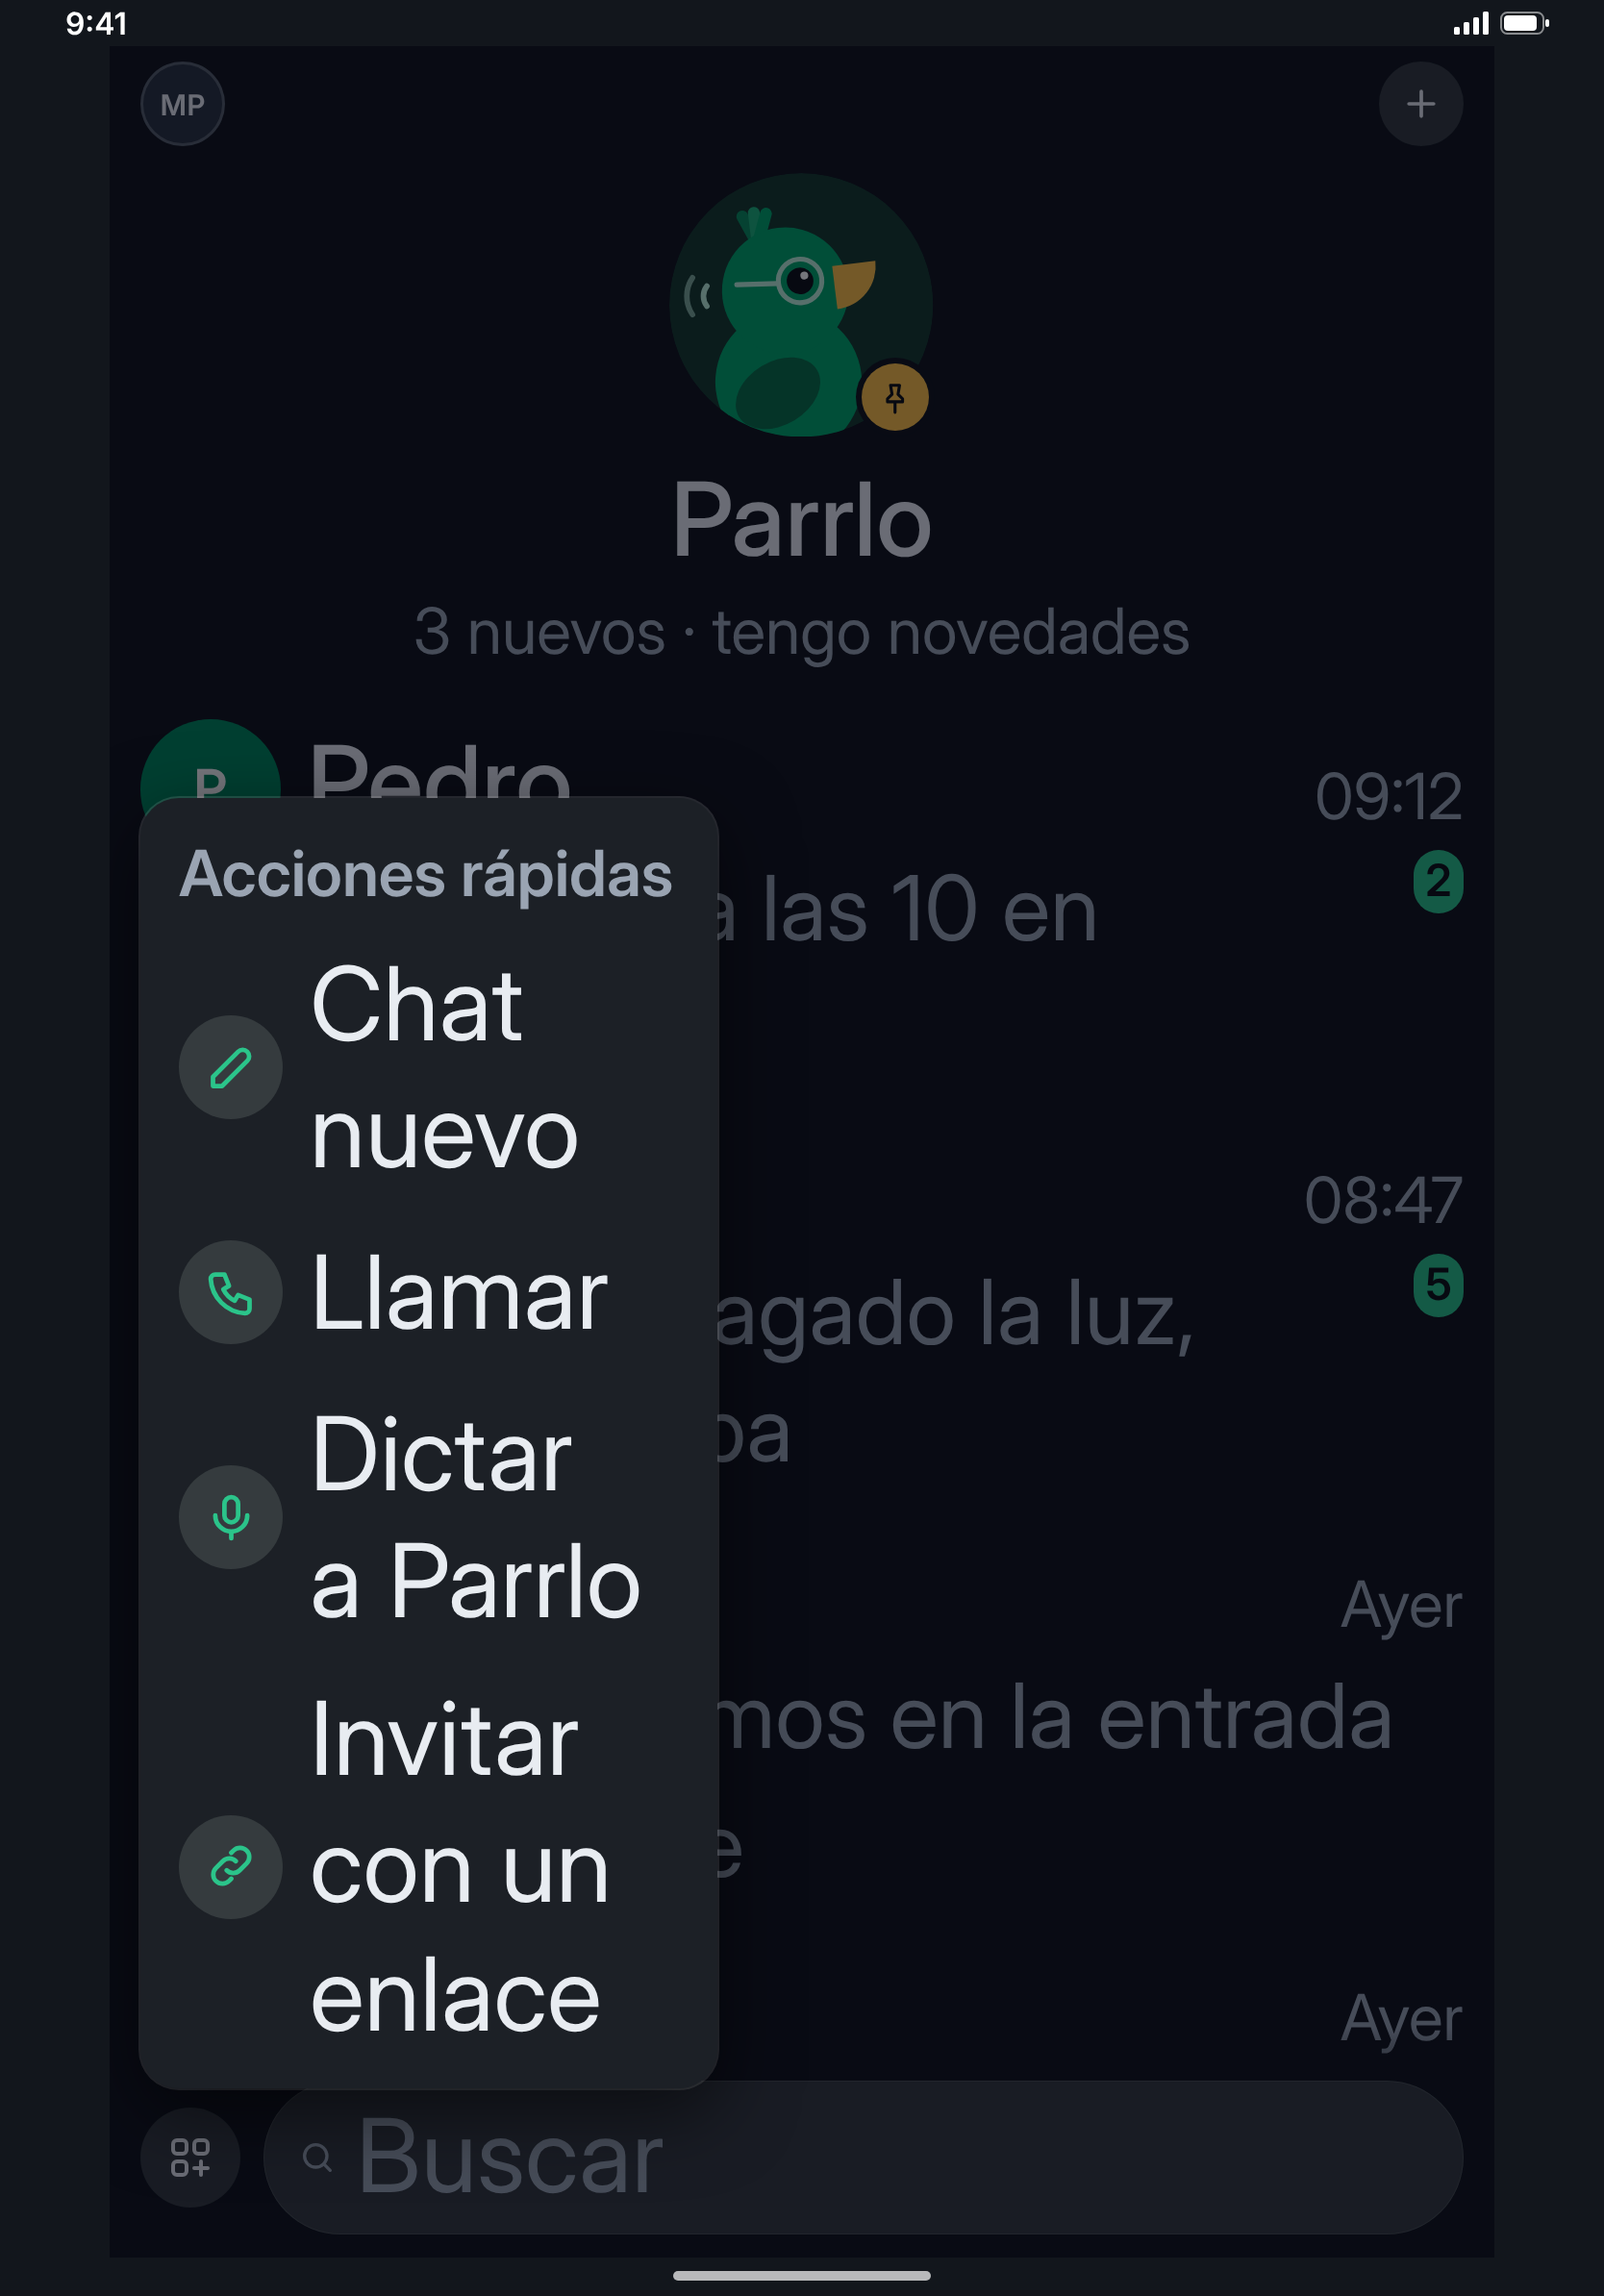 9:41
MP
Parrlo
3 nuevos · tengo novedades
P Pedro
09:12
Acciones rápidas
2
a las 10 en
Chat
nuevo
08:47
Llamar
5
agado la luz,
Dictar
a Parrlo
Ayer
Invitar
mos en la entrada
con un
enlace
Ayer
Buscar